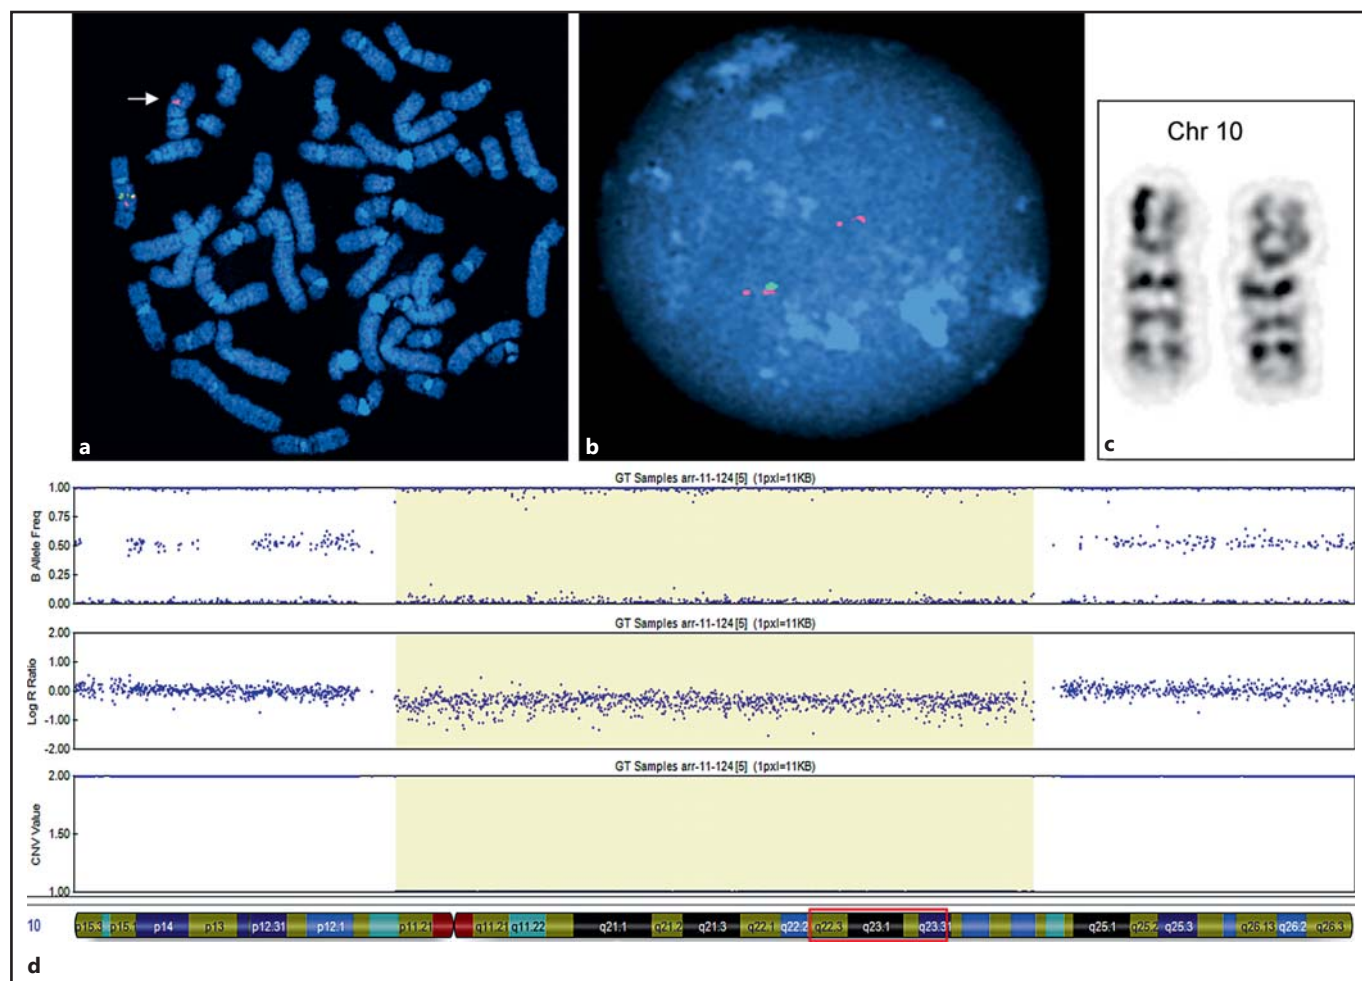 a
b
Chr 10
c
GT Samples arr-11-124 [5] (1pxl=11KB)
B Allele Freq
1.00
0.75
0.50
0.25
0.00
GT Samples arr-11-124 [5] (1pxl=11KB)
Log R Ratio
2.00
1.00
0.00
-1.00
-2.00
GT Samples arr-11-124 [5] (1pxl=11KB)
CNV Value
2.00
1.50
1.00
10 p15.3 p15.1 p14 p13 p12.31 p12.1 p11.21 q11.21 q11.22 q21.1 q21.2 q21.3 q22.1 q22.2 q22.3 q23.1 q23.31 q25.1 q25.2 q25.3 q26.13 q26.2 q26.3
d